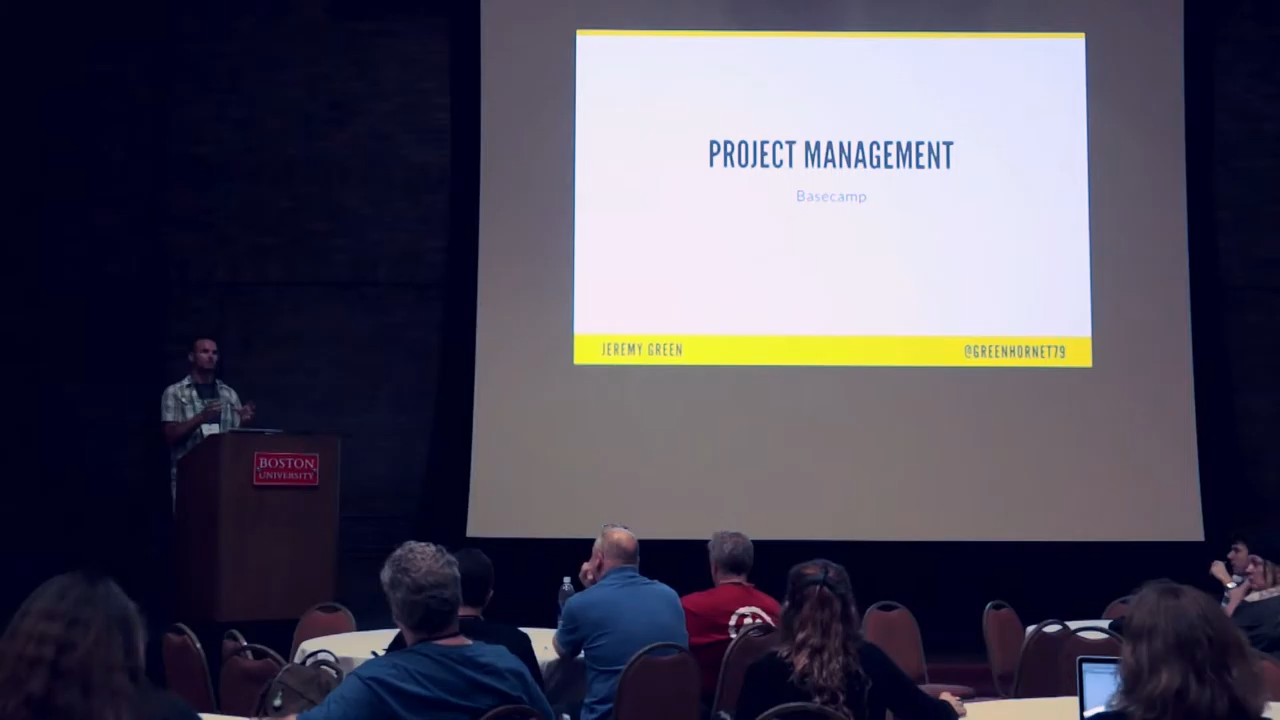 PROJECT MANAGEMENT
Basecamp
JEREMY GREEN
@GREENHORNET79
BOSTON
UNIVERSITY